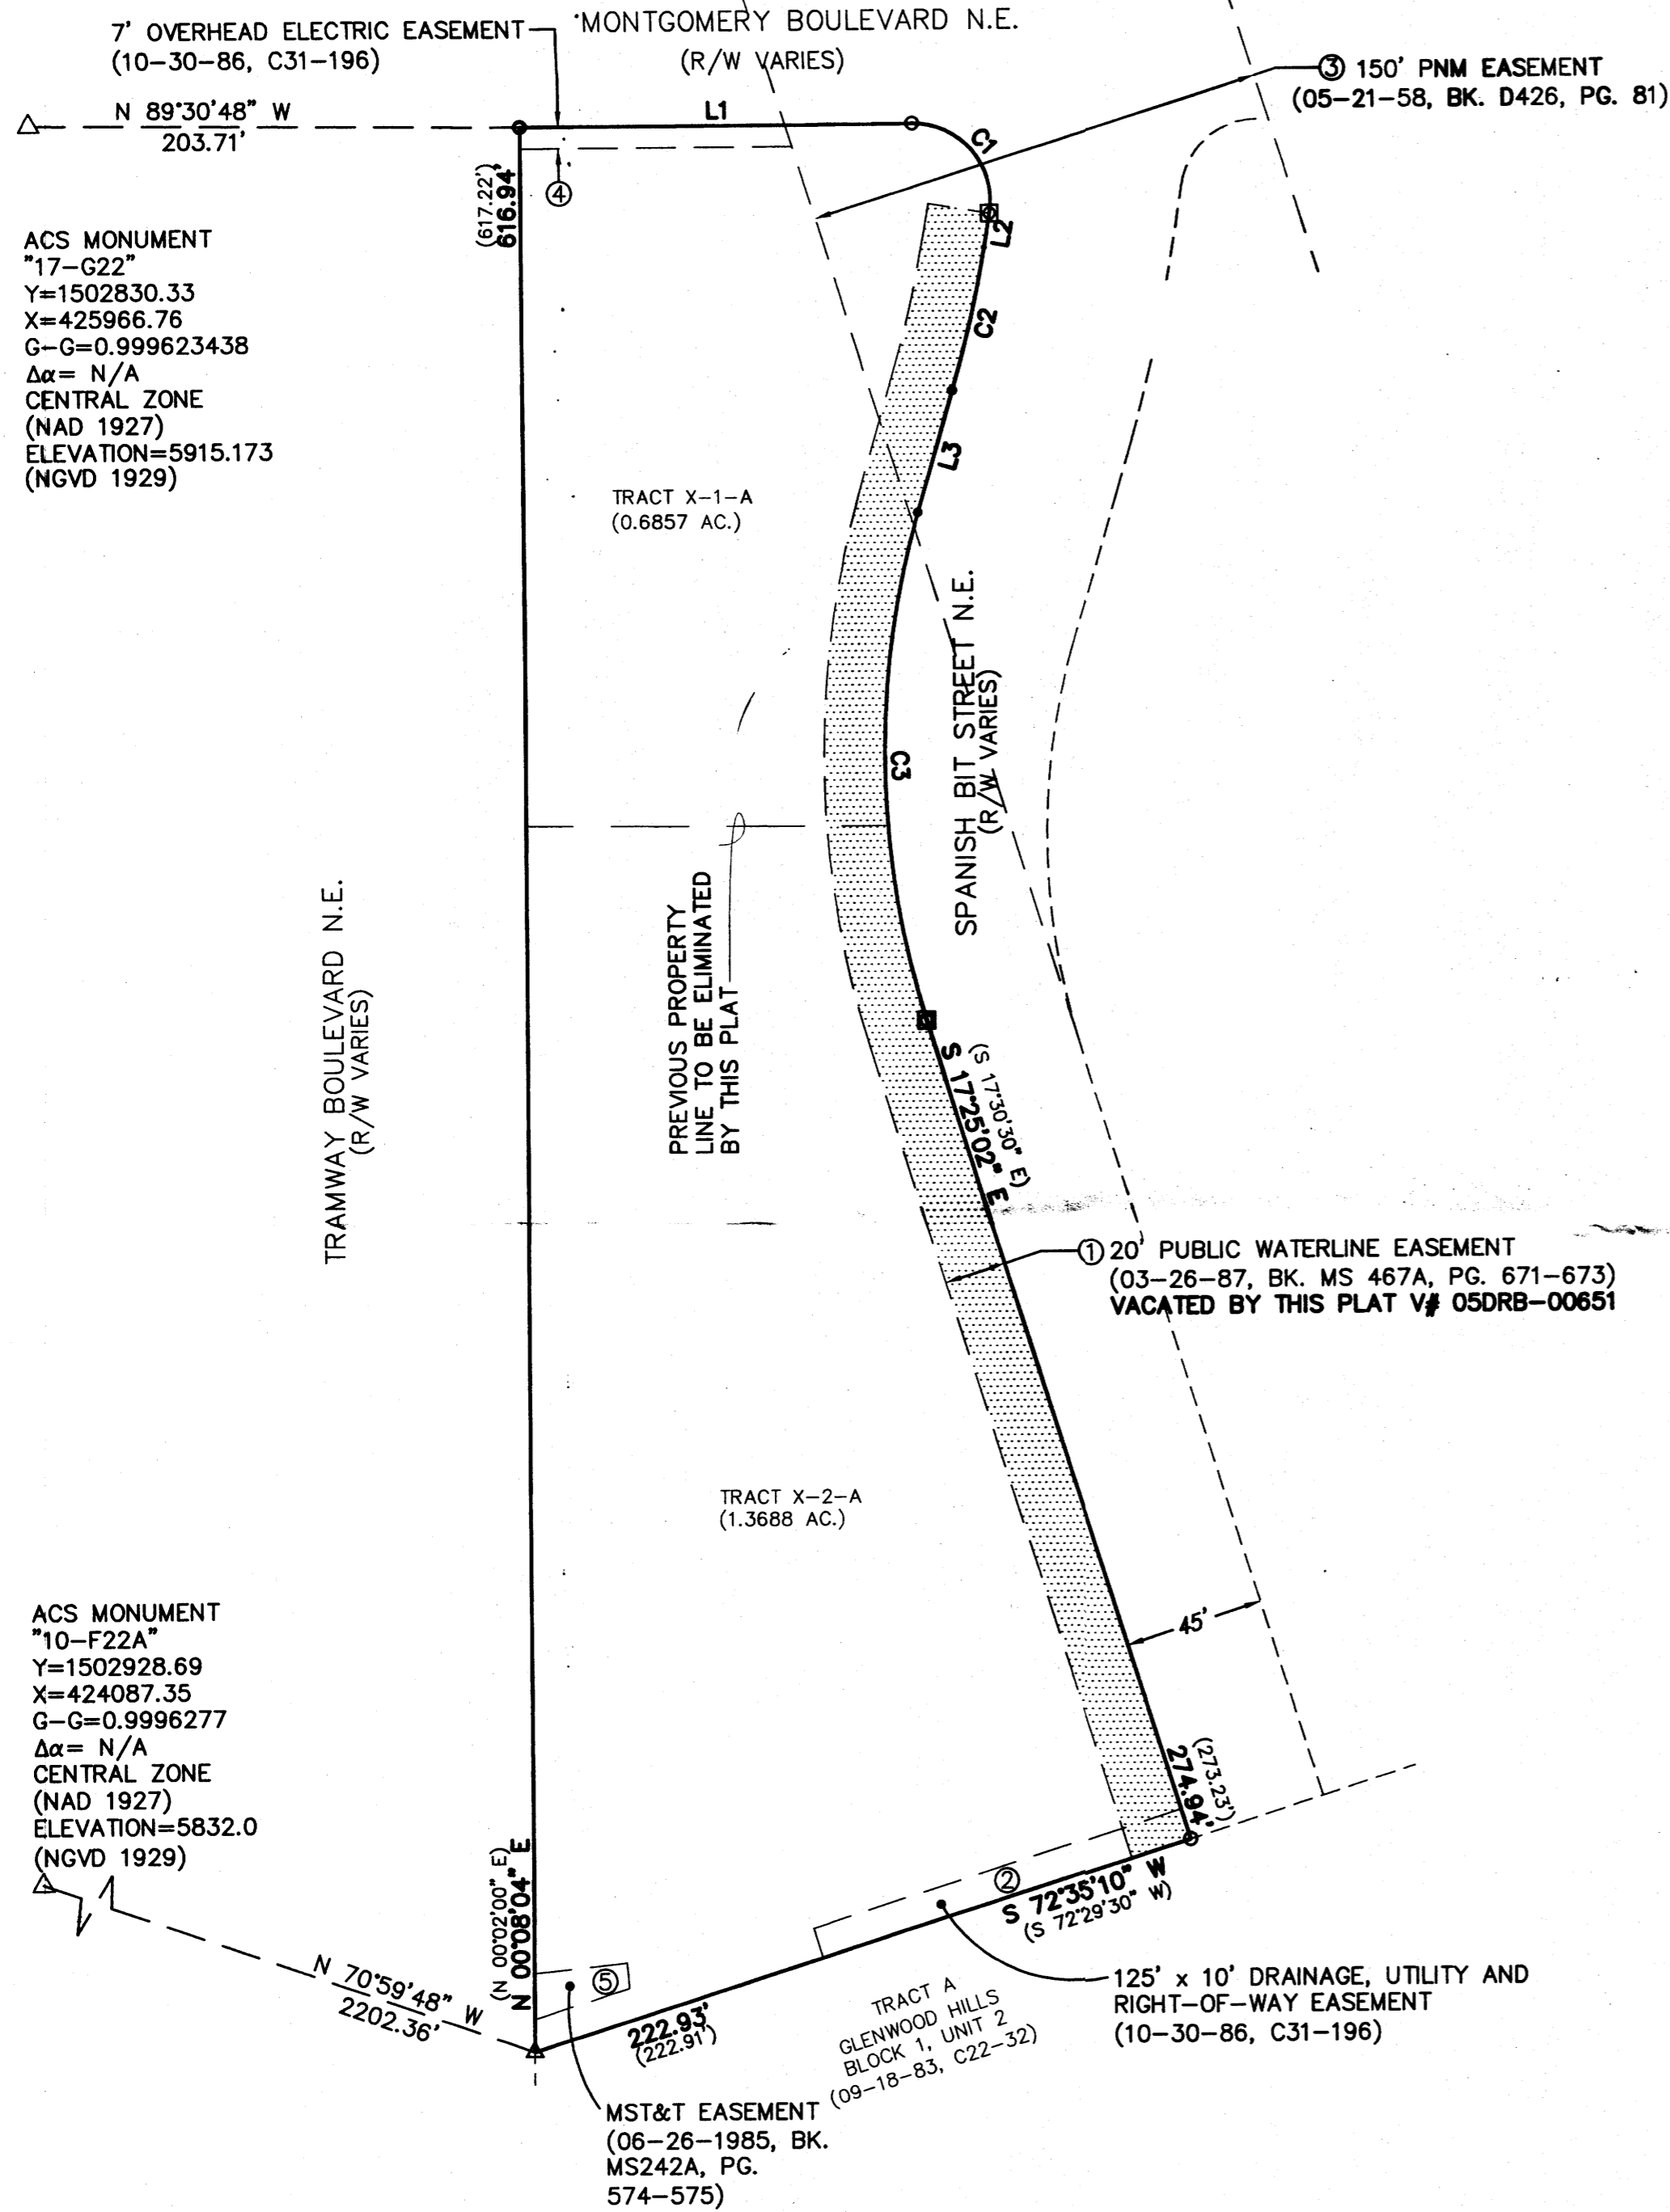 7' OVERHEAD ELECTRIC EASEMENT
(10-30-86, C31-196)
MONTGOMERY BOULEVARD N.E.
(R/W VARIES)
③ 150' PNM EASEMENT
(05-21-58, BK. D426, PG. 81)
N 89°30'48" W
203.71'
L1
C1
④
(617.22')
616.94'
L2
ACS MONUMENT
"17-G22"
Y=1502830.33
X=425966.76
G-G=0.999623438
Δα= N/A
CENTRAL ZONE
(NAD 1927)
ELEVATION=5915.173
(NGVD 1929)
C2
L3
TRACT X-1-A
(0.6857 AC.)
SPANISH BIT STREET N.E.
(R/W VARIES)
C3
TRAMWAY BOULEVARD N.E.
(R/W VARIES)
PREVIOUS PROPERTY
LINE TO BE ELIMINATED
BY THIS PLAT
(S 17°30'30" E)
S 17°25'02" E
① 20' PUBLIC WATERLINE EASEMENT
(03-26-87, BK. MS 467A, PG. 671-673)
VACATED BY THIS PLAT V# 05DRB-00651
TRACT X-2-A
(1.3688 AC.)
45'
ACS MONUMENT
"10-F22A"
Y=1502928.69
X=424087.35
G-G=0.9996277
Δα= N/A
CENTRAL ZONE
(NAD 1927)
ELEVATION=5832.0
(NGVD 1929)
(273.23')
274.94'
(N 00°02'00" E)
N 00°08'04" E
②
S 72°35'10" W
(S 72°29'30" W)
N 70°59'48" W
2202.36'
⑤
222.93'
(222.91')
TRACT A
GLENWOOD HILLS
BLOCK 1, UNIT 2
(09-18-83, C22-32)
125' x 10' DRAINAGE, UTILITY AND
RIGHT-OF-WAY EASEMENT
(10-30-86, C31-196)
MST&T EASEMENT
(06-26-1985, BK.
MS242A, PG.
574-575)